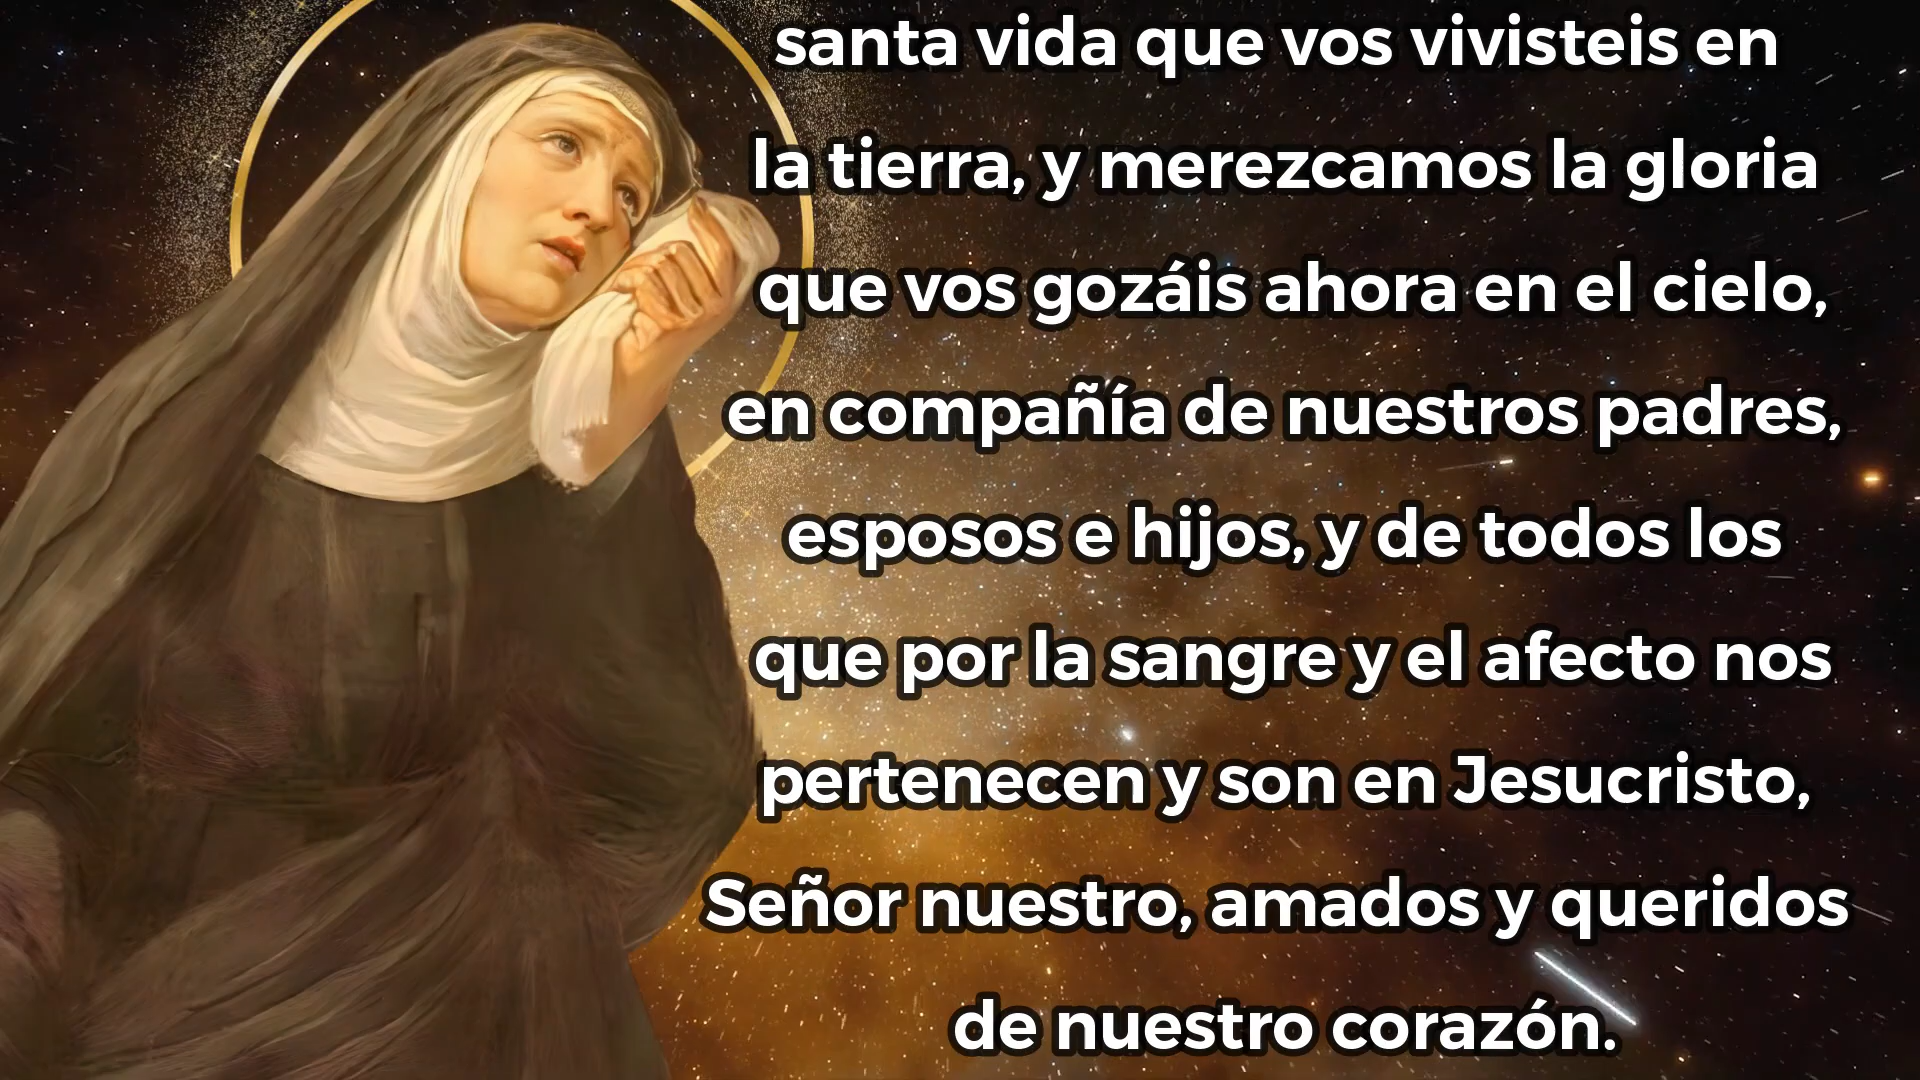 santa vida que vos vivisteis en
la tierra, y merezcamos la gloria
que vos gozáis ahora en el cielo,
en compañía de nuestros padres,
esposos e hijos, y de todos los
que por la sangre y el afecto nos
pertenecen y son en Jesucristo,
Señor nuestro, amados y queridos
de nuestro corazón.